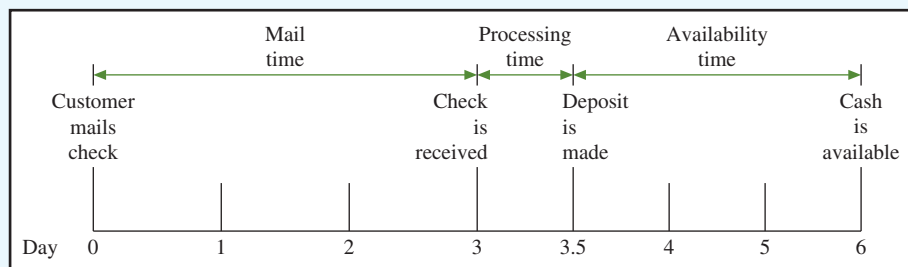 Mail time
Processing time
Availability time
Customer mails check
Check is received
Deposit is made
Cash is available
Day 0 1 2 3 3.5 4 5 6